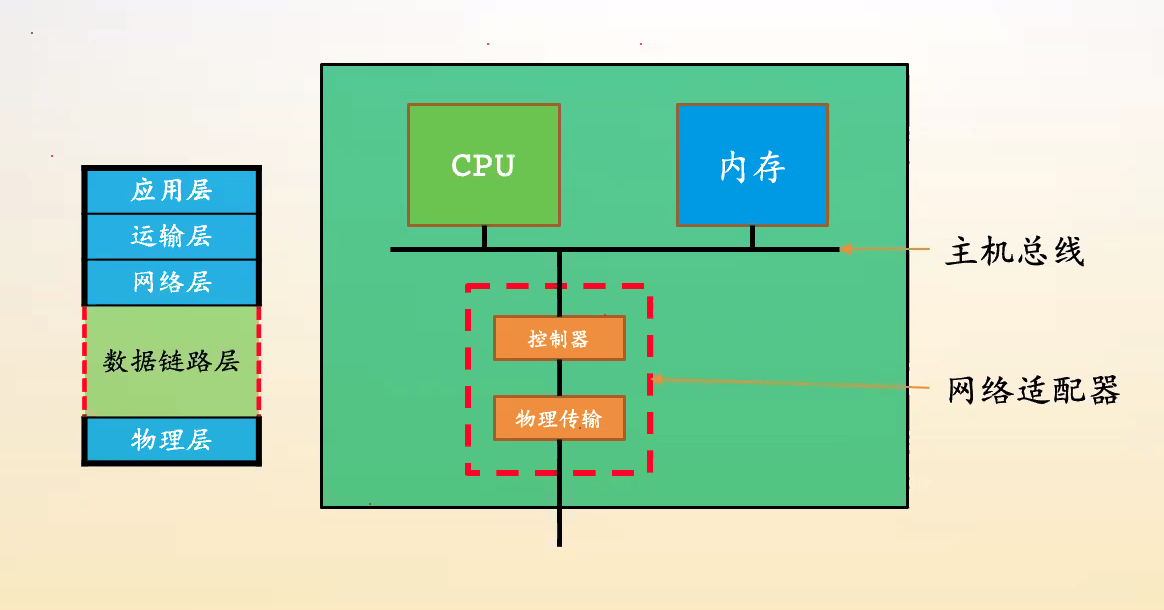 应用层
运输层
网络层
数据链路层
物理层
CPU
内存
主机总线
控制器
物理传输
网络适配器